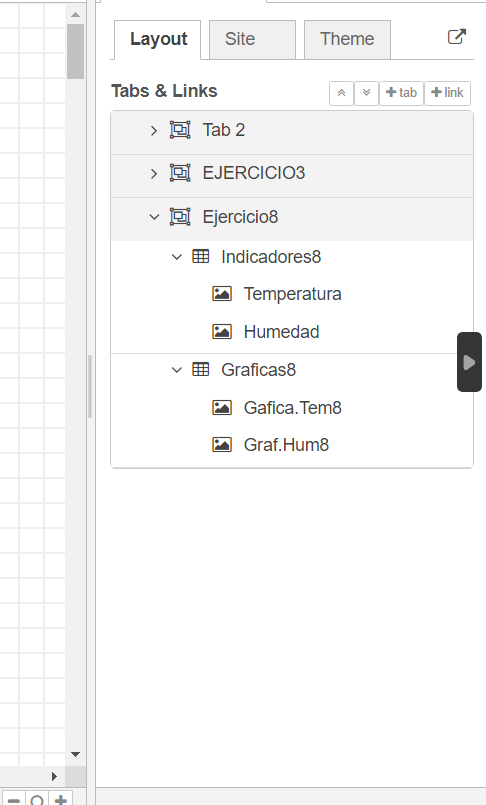 Layout Site Theme
Tabs & Links tab link
Tab 2
EJERCICIO3
Ejercicio8
Indicadores8
Temperatura
Humedad
Graficas8
Gafica.Tem8
Graf.Hum8